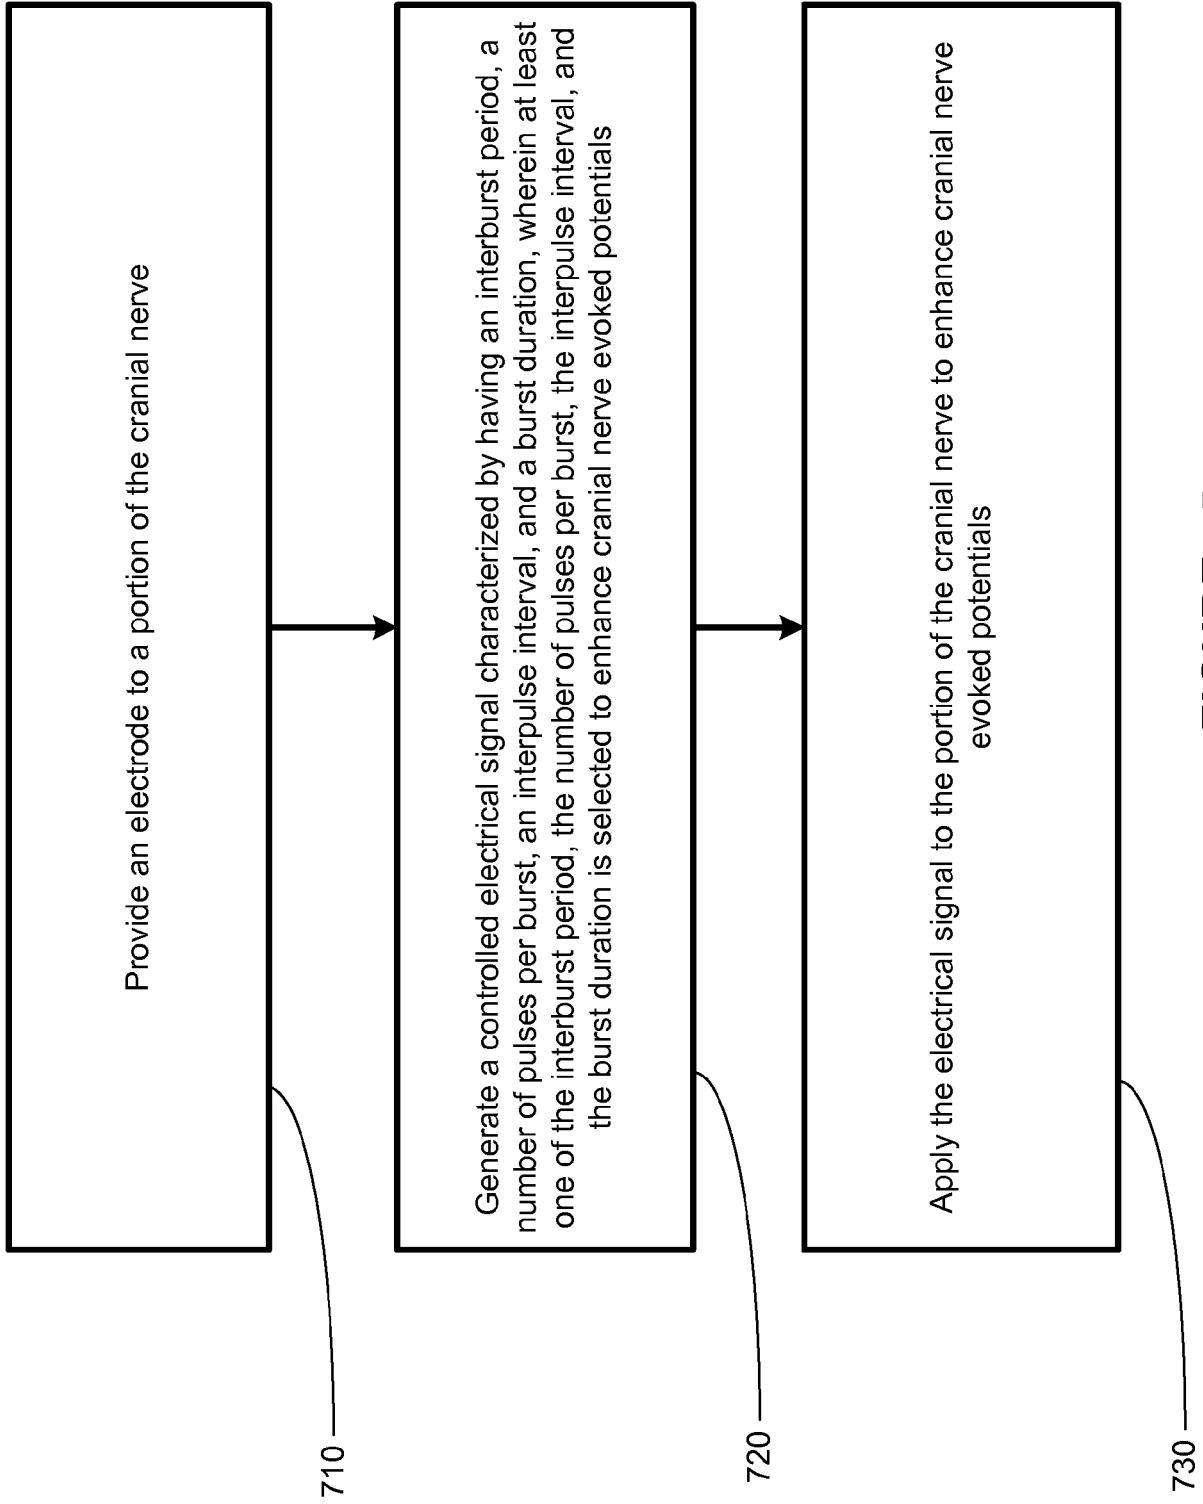 Provide an electrode to a portion of the cranial nerve
710
Generate a controlled electrical signal characterized by having an interburst period, a
number of pulses per burst, an interpulse interval, and a burst duration, wherein at least
one of the interburst period, the number of pulses per burst, the interpulse interval, and
the burst duration is selected to enhance cranial nerve evoked potentials
720
Apply the electrical signal to the portion of the cranial nerve to enhance cranial nerve
evoked potentials
730